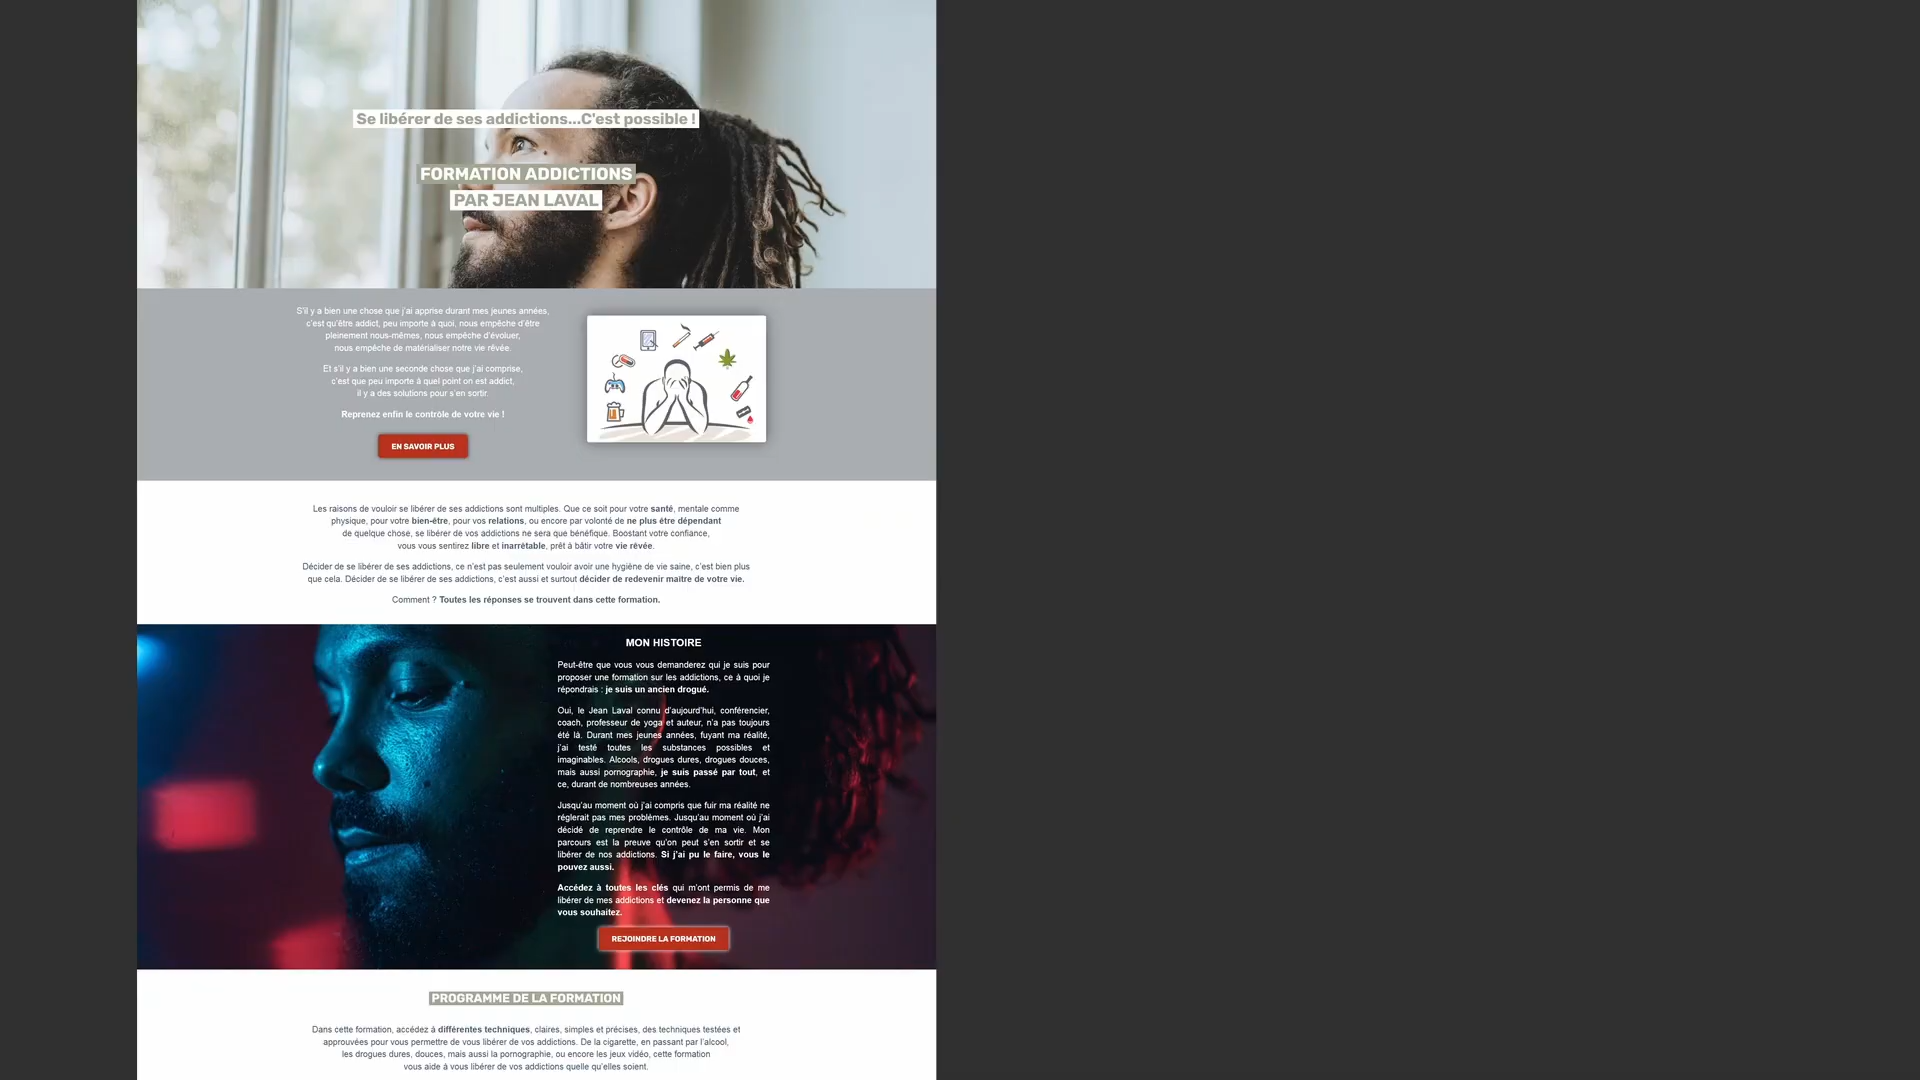 Se libérer de ses addictions...C'est possible !
FORMATION ADDICTIONS
PAR JEAN LAVAL
S'il y a bien une chose que j'ai apprise durant mes jeunes années,
c'est qu'être addict, peu importe à quoi, nous empêche d'être
pleinement nous-mêmes, nous empêche d'évoluer,
nous empêche de matérialiser notre vie rêvée.
Et s'il y a bien une seconde chose que j'ai comprise,
c'est que peu importe à quel point on est addict,
il y a des solutions pour s'en sortir.
Reprenez enfin le contrôle de votre vie !
EN SAVOIR PLUS
Les raisons de vouloir se libérer de ses addictions sont multiples. Que ce soit pour votre santé, mentale comme
physique, pour votre bien-être, pour vos relations, ou encore par volonté de ne plus être dépendant
de quelque chose, se libérer de vos addictions ne sera que bénéfique. Boostant votre confiance,
vous vous sentirez libre et inarrêtable, prêt à bâtir votre vie rêvée.
Décider de se libérer de ses addictions, ce n'est pas seulement vouloir avoir une hygiène de vie saine, c'est bien plus
que cela. Décider de se libérer de ses addictions, c'est aussi et surtout décider de redevenir maître de votre vie.
Comment ? Toutes les réponses se trouvent dans cette formation.
MON HISTOIRE
Peut-être que vous vous demanderez qui je suis pour
proposer une formation sur les addictions, ce à quoi je
répondrais : je suis un ancien drogué.
Oui, le Jean Laval connu d'aujourd'hui, conférencier,
coach, professeur de yoga et auteur, n'a pas toujours
été là. Durant mes jeunes années, fuyant ma réalité,
j'ai testé toutes les substances possibles et
imaginables. Alcools, drogues dures, drogues douces,
mais aussi pornographie, je suis passé par tout, et
ce, durant de nombreuses années.
Jusqu'au moment où j'ai compris que fuir ma réalité ne
réglerait pas mes problèmes. Jusqu'au moment où j'ai
décidé de reprendre le contrôle de ma vie. Mon
parcours est la preuve qu'on peut s'en sortir et se
libérer de nos addictions. Si j'ai pu le faire, vous le
pouvez aussi.
Accédez à toutes les clés qui m'ont permis de me
libérer de mes addictions et devenez la personne que
vous souhaitez.
REJOINDRE LA FORMATION
PROGRAMME DE LA FORMATION
Dans cette formation, accédez à différentes techniques, claires, simples et précises, des techniques testées et
approuvées pour vous permettre de vous libérer de vos addictions. De la cigarette, en passant par l'alcool,
les drogues dures, douces, mais aussi la pornographie, ou encore les jeux vidéo, cette formation
vous aide à vous libérer de vos addictions quelle qu'elles soient.